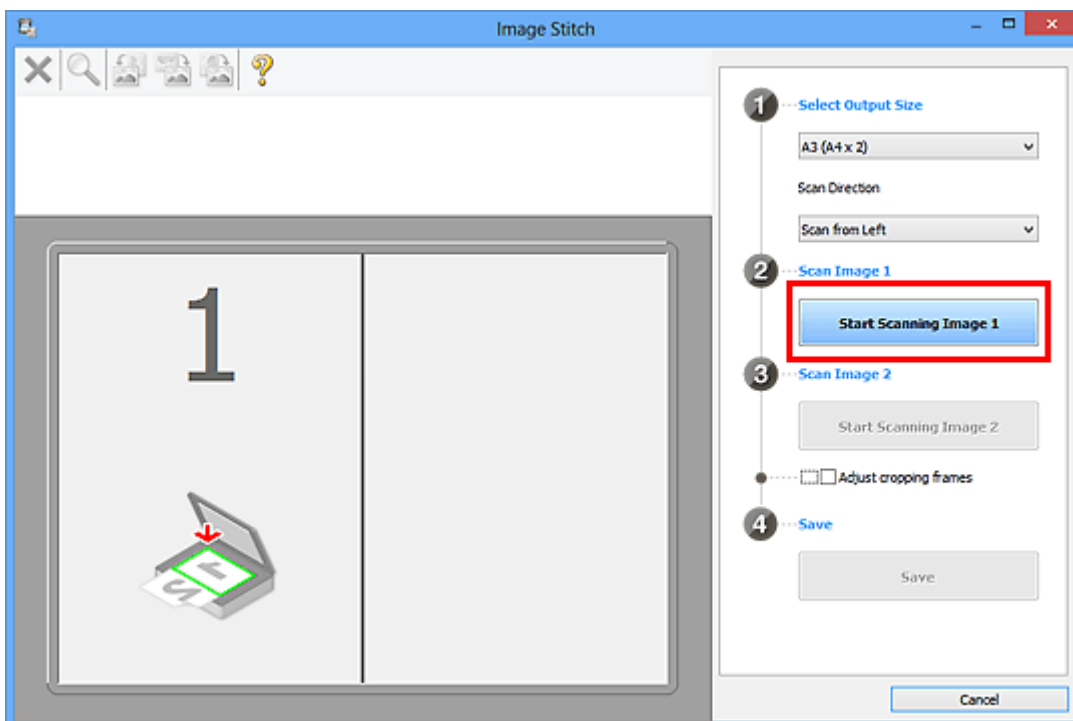 Image Stitch
1 Select Output Size
A3 (A4 x 2)
Scan Direction
Scan from Left
2 Scan Image 1
Start Scanning Image 1
3 Scan Image 2
Start Scanning Image 2
Adjust cropping frames
4 Save
Save
Cancel
1